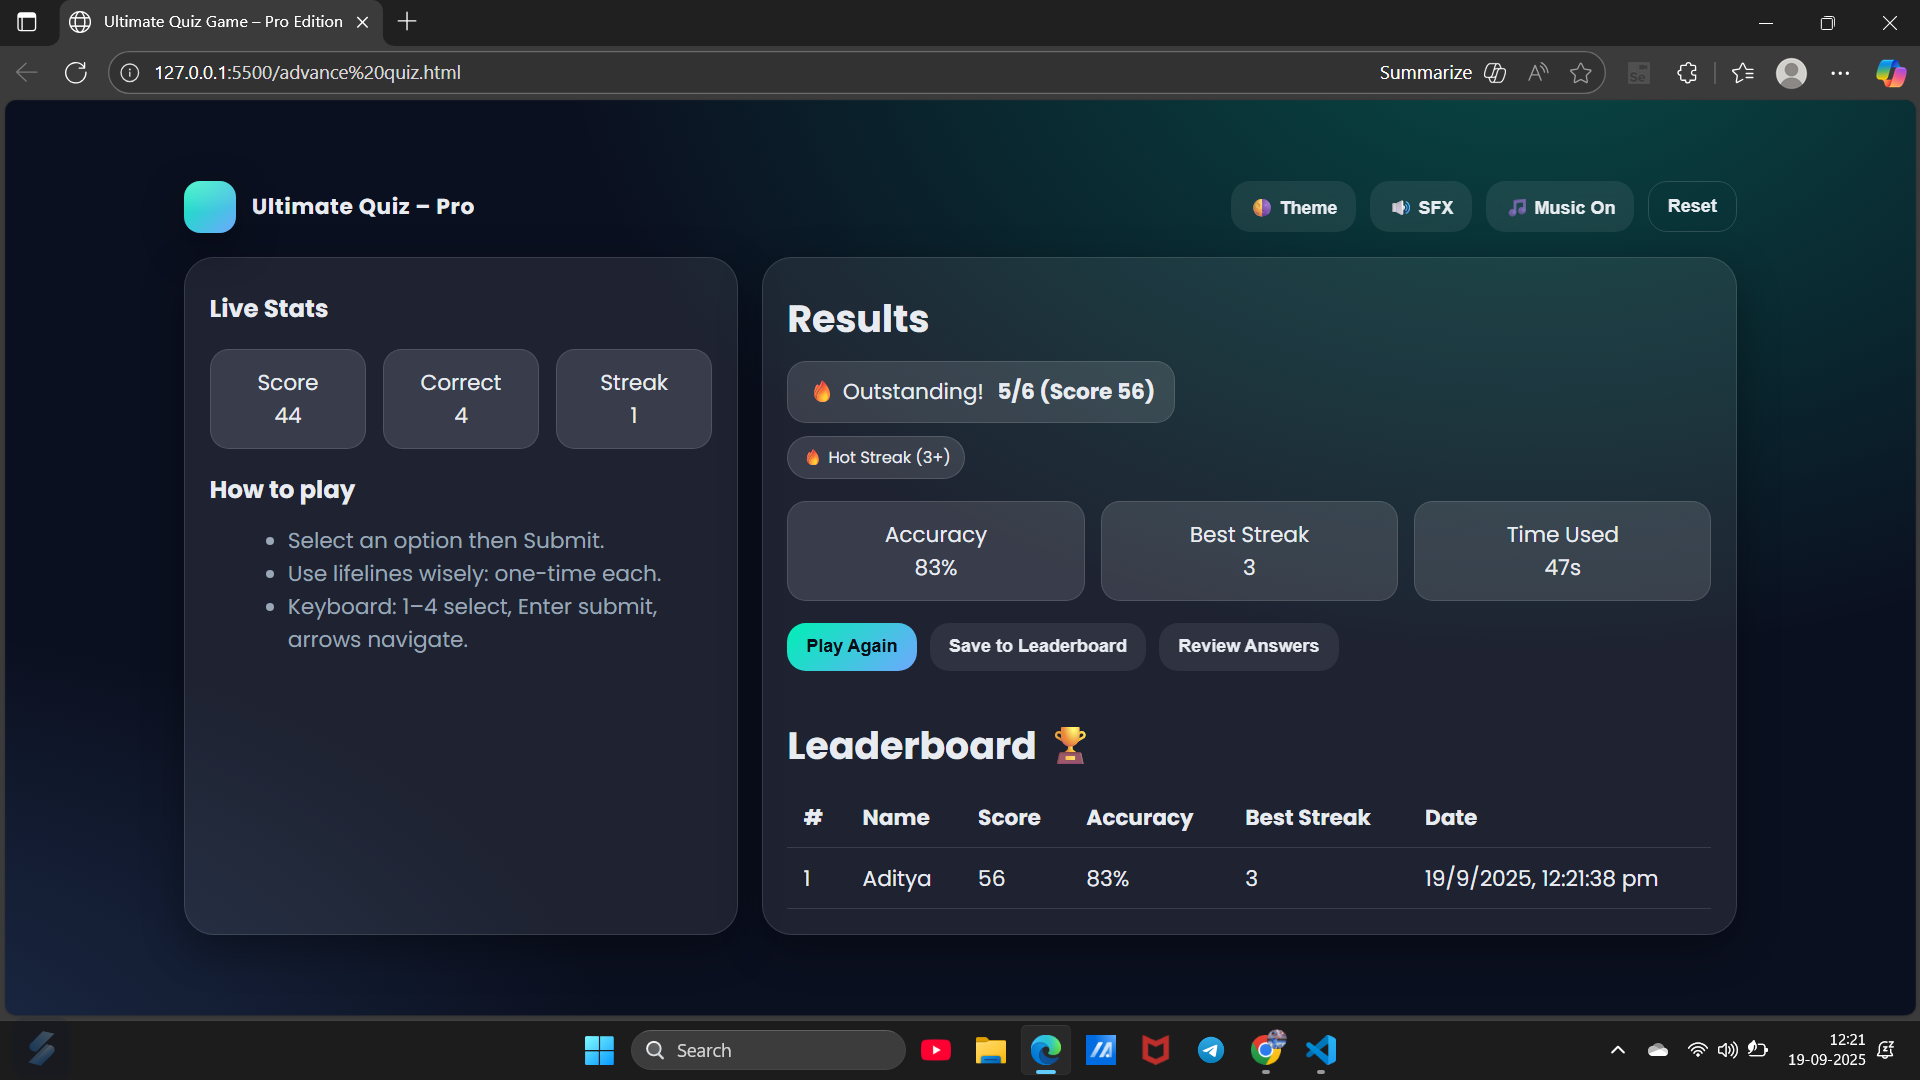 Ultimate Quiz Game – Pro Edition
127.0.0.1:5500/advance%20quiz.html
Summarize
Ultimate Quiz – Pro
Theme
SFX
Music On
Reset
Live Stats
Score
44
Correct
4
Streak
1
How to play
Select an option then Submit.
Use lifelines wisely: one-time each.
Keyboard: 1–4 select, Enter submit,
arrows navigate.
Results
🔥 Outstanding! 5/6 (Score 56)
🔥 Hot Streak (3+)
Accuracy
83%
Best Streak
3
Time Used
47s
Play Again
Save to Leaderboard
Review Answers
Leaderboard 🏆
# Name Score Accuracy Best Streak Date
1 Aditya 56 83% 3 19/9/2025, 12:21:38 pm
Search
12:21
19-09-2025